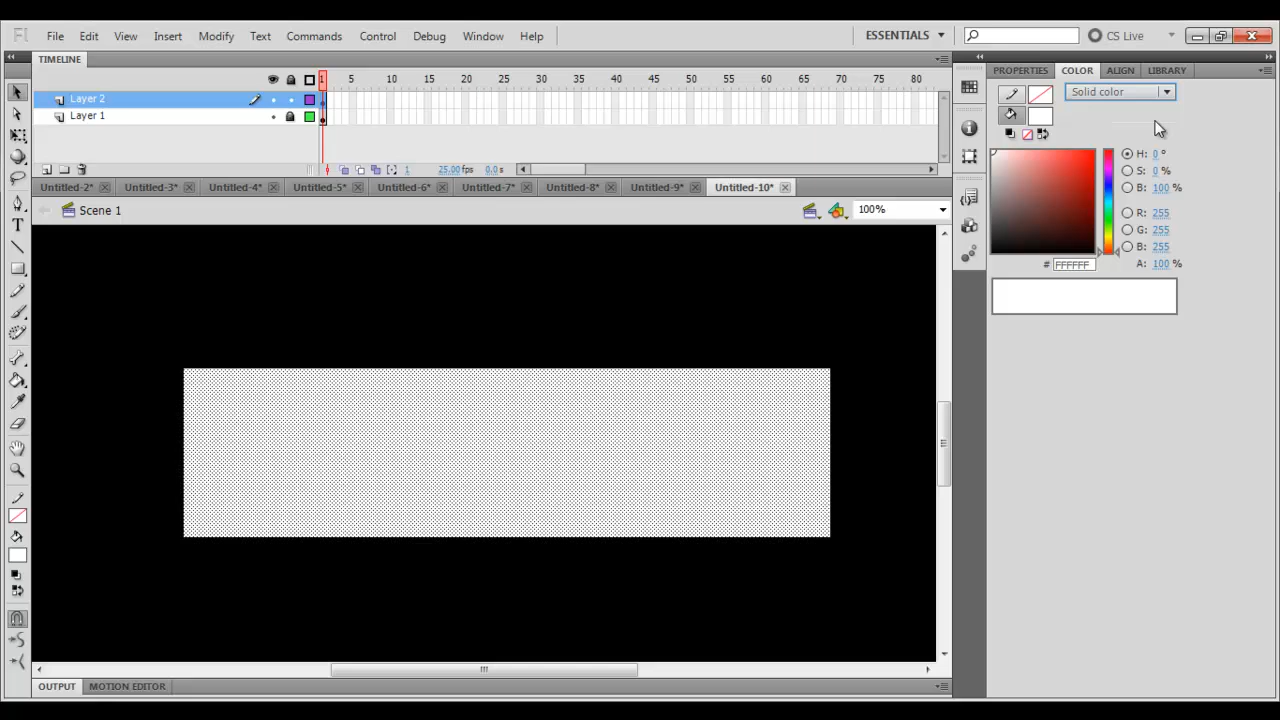 Fl File Edit View Insert Modify Text Commands Control Debug Window Help ESSENTIALS CS Live
TIMELINE
1 5 10 15 20 25 30 35 40 45 50 55 60 65 70 75 80
Layer 2
Layer 1
1 25.00 fps 0.0 s
Untitled-2* Untitled-3* Untitled-4* Untitled-5* Untitled-6* Untitled-7* Untitled-8* Untitled-9* Untitled-10*
Scene 1 100%
PROPERTIES COLOR ALIGN LIBRARY
Solid color
H: 0 °
S: 0 %
B: 100 %
R: 255
G: 255
B: 255
# FFFFFF A: 100 %
T
OUTPUT MOTION EDITOR